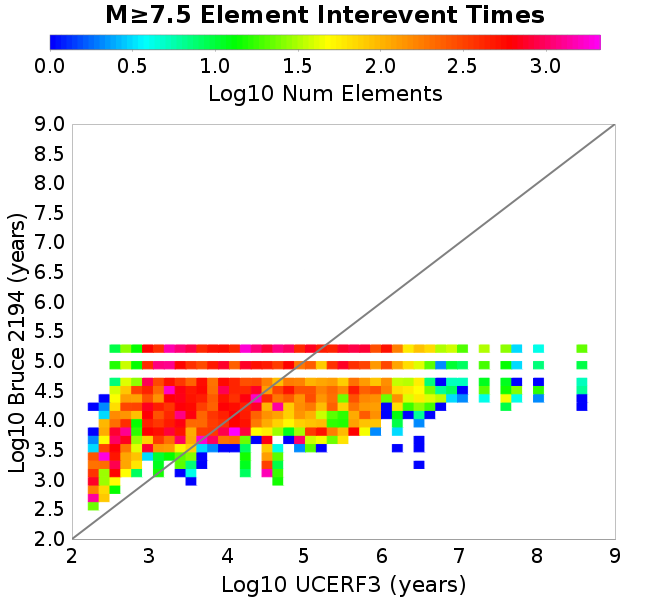 M≥7.5 Element Interevent Times
0.0 0.5 1.0 1.5 2.0 2.5 3.0
Log10 Num Elements
9.0
8.5
8.0
7.5
7.0
6.5
6.0
5.5
5.0
4.5
4.0
3.5
3.0
2.5
2.0
Log10 Bruce 2194 (years)
2 3 4 5 6 7 8 9
Log10 UCERF3 (years)